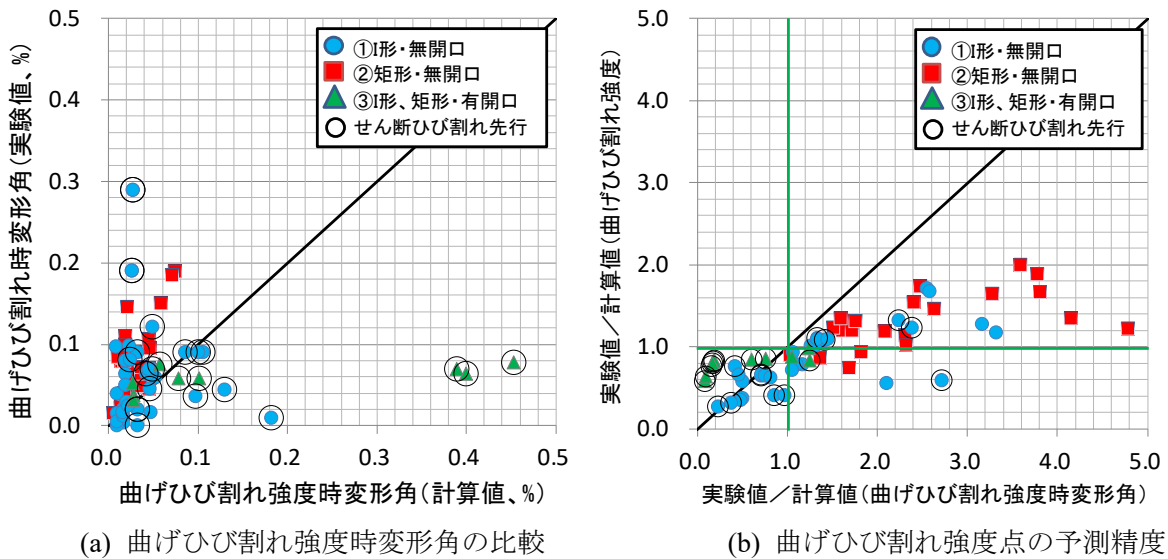 曲げひび割れ時変形角(実験値、%)
0.5
0.4
0.3
0.2
0.1
0.0
①I形・無開口
②矩形・無開口
③I形、矩形・有開口
せん断ひび割れ先行
0.0 0.1 0.2 0.3 0.4 0.5
曲げひび割れ強度時変形角(計算値、%)
(a) 曲げひび割れ強度時変形角の比較
実験値／計算値(曲げひび割れ強度)
5.0
4.0
3.0
2.0
1.0
0.0
①I形・無開口
②矩形・無開口
③I形、矩形・有開口
せん断ひび割れ先行
0.0 1.0 2.0 3.0 4.0 5.0
実験値／計算値(曲げひび割れ強度時変形角)
(b) 曲げひび割れ強度点の予測精度